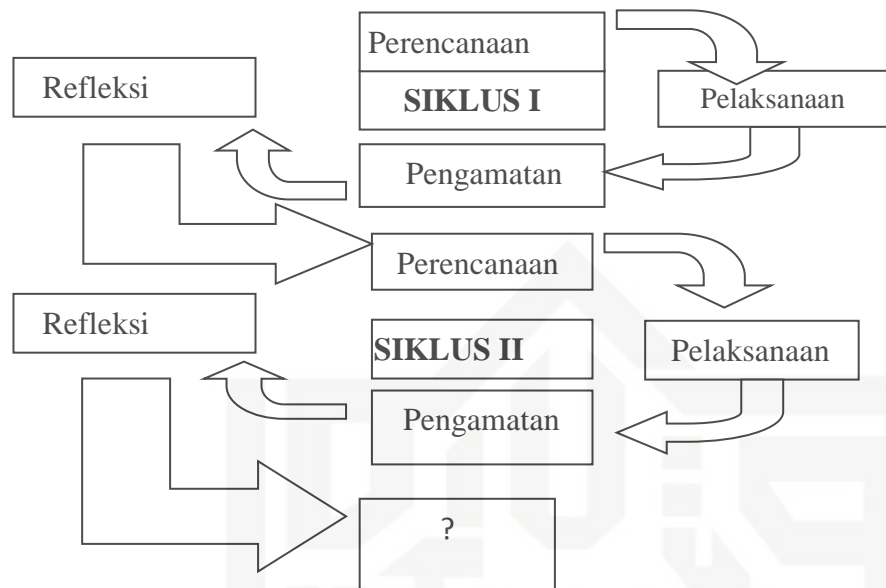 Perencanaan
Refleksi
SIKLUS I
Pelaksanaan
Pengamatan
Perencanaan
Refleksi
SIKLUS II
Pelaksanaan
Pengamatan
?